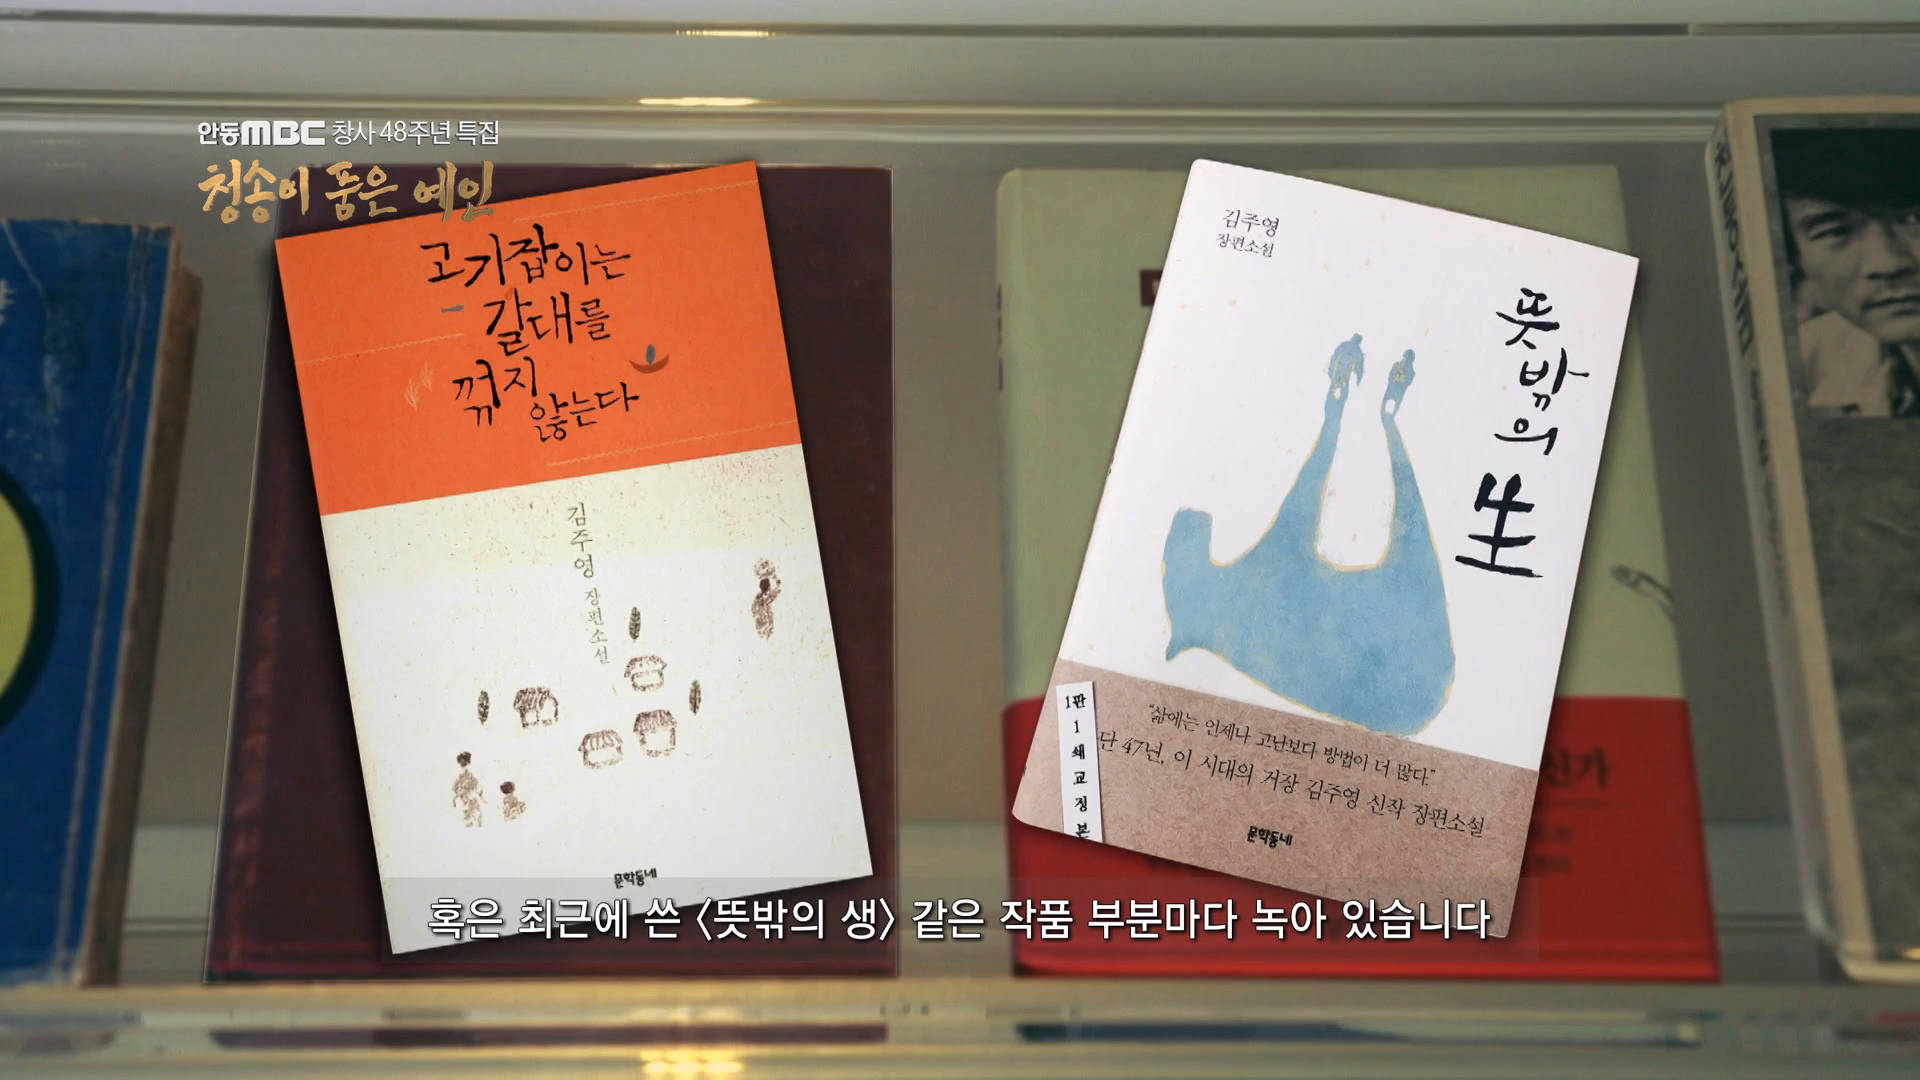 안동MBC 창사 48주년 특집
청송이 품은 예인
고기잡이는
갈대를
꺾지
않는다
김주영 장편소설
문학동네
김주영
장편소설
뜻밖의 生
1판 1쇄 교정본
“삶에는 언제나 고난보다 방법이 더 많다.”
단 47년, 이 시대의 거장 김주영 신작 장편소설
문학동네
혹은 최근에 쓴 <뜻밖의 생> 같은 작품 부분마다 녹아 있습니다